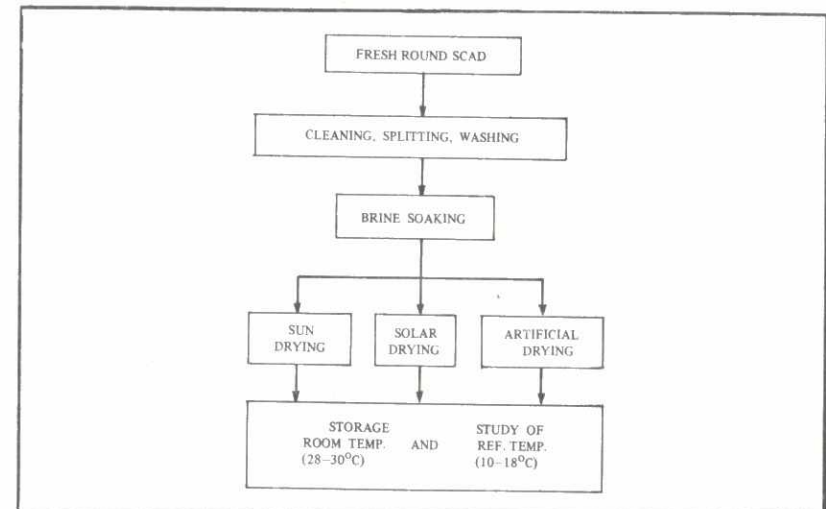 FRESH ROUND SCAD
CLEANING, SPLITTING, WASHING
BRINE SOAKING
SUN
DRYING
SOLAR
DRYING
ARTIFICIAL
DRYING
STORAGE STUDY OF
ROOM TEMP. AND REF. TEMP.
(28–30°C) (10–18°C)